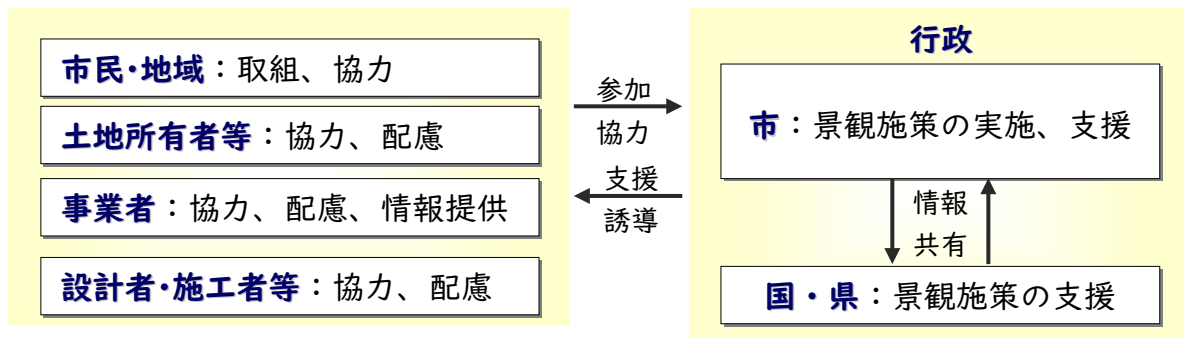 市民・地域：取組、協力
土地所有者等：協力、配慮
事業者：協力、配慮、情報提供
設計者・施工者等：協力、配慮
参加
協力
支援
誘導
行政
市：景観施策の実施、支援
情報
共有
国・県：景観施策の支援